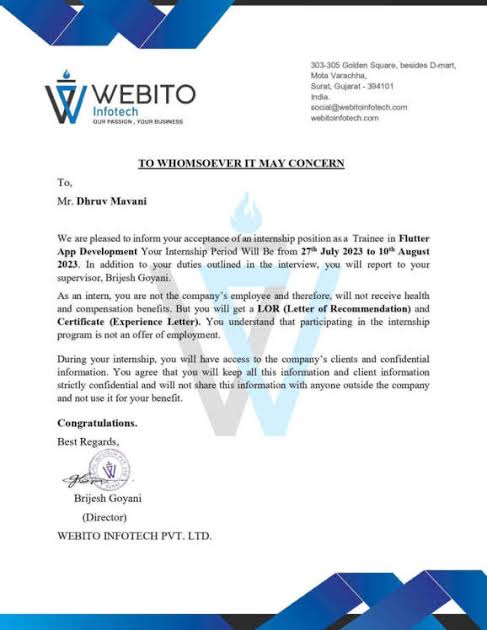 303-305 Golden Square, besides D-mart,
Mota Varachha,
Surat, Gujarat - 394101
India.
social@webitoinfotech.com
webitoinfotech.com
WEBITO
Infotech
OUR PASSION , YOUR BUSINESS
TO WHOMSOEVER IT MAY CONCERN
To,
Mr. Dhruv Mavani
We are pleased to inform your acceptance of an internship position as a Trainee in Flutter
App Development Your Internship Period Will Be from 27th July 2023 to 10th August
2023. In addition to your duties outlined in the interview, you will report to your
supervisor, Brijesh Goyani.
As an intern, you are not the company's employee and therefore, will not receive health
and compensation benefits. But you will get a LOR (Letter of Recommendation) and
Certificate (Experience Letter). You understand that participating in the internship
program is not an offer of employment.
During your internship, you will have access to the company's clients and confidential
information. You agree that you will keep all this information and client information
strictly confidential and will not share this information with anyone outside the company
and not use it for your benefit.
Congratulations.
Best Regards,
Brijesh Goyani
(Director)
WEBITO INFOTECH PVT. LTD.